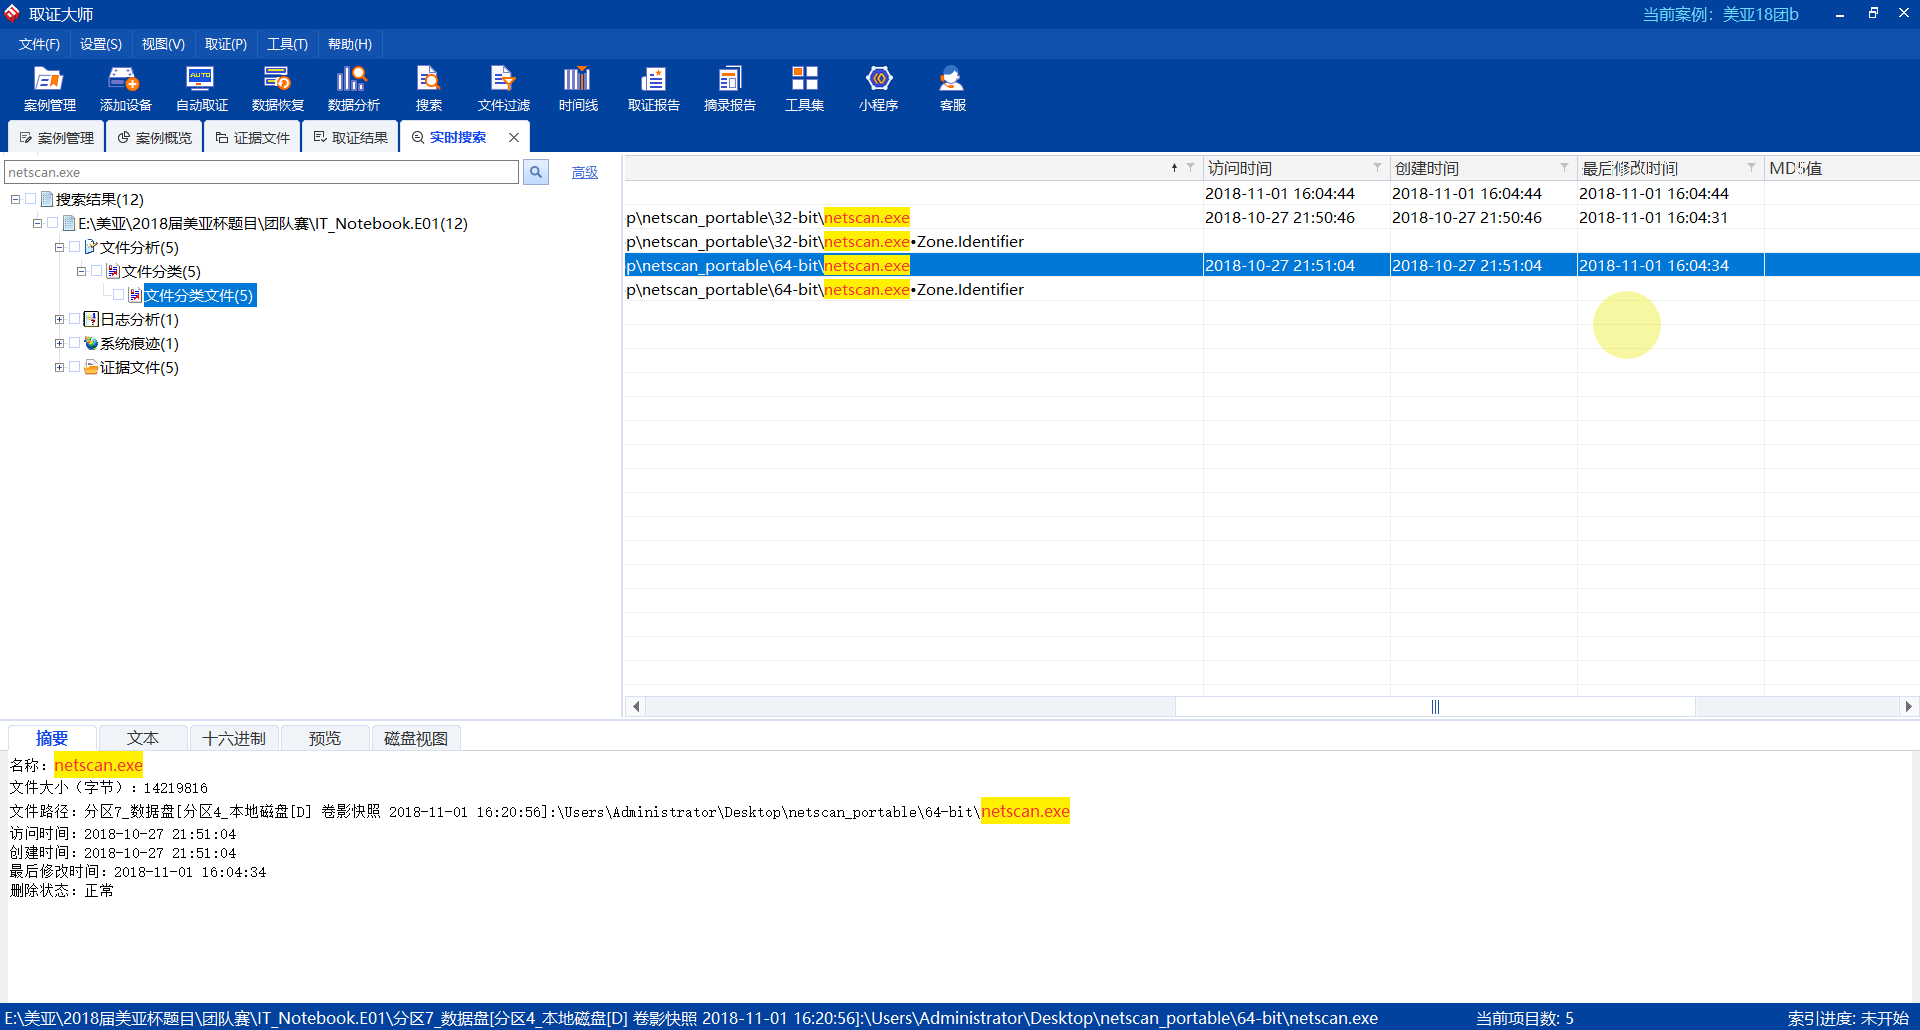 取证大师
当前案例：美亚18团b
文件(F) 设置(S) 视图(V) 取证(P) 工具(T) 帮助(H)
案例管理 添加设备 自动取证 数据恢复 数据分析 搜索 文件过滤 时间线 取证报告 摘录报告 工具集 小程序 客服
案例管理 案例概览 证据文件 取证结果 实时搜索
netscan.exe
高级
搜索结果(12)
E:\美亚\2018届美亚杯题目\团队赛\IT_Notebook.E01(12)
文件分析(5)
文件分类(5)
文件分类文件(5)
日志分析(1)
系统痕迹(1)
证据文件(5)
访问时间 创建时间 最后修改时间 MD5值
2018-11-01 16:04:44 2018-11-01 16:04:44 2018-11-01 16:04:44
p\netscan_portable\32-bit\netscan.exe 2018-10-27 21:50:46 2018-10-27 21:50:46 2018-11-01 16:04:31
p\netscan_portable\32-bit\netscan.exe•Zone.Identifier
p\netscan_portable\64-bit\netscan.exe 2018-10-27 21:51:04 2018-10-27 21:51:04 2018-11-01 16:04:34
p\netscan_portable\64-bit\netscan.exe•Zone.Identifier
摘要 文本 十六进制 预览 磁盘视图
名称：netscan.exe
文件大小（字节）：14219816
文件路径：分区7_数据盘[分区4_本地磁盘[D] 卷影快照 2018-11-01 16:20:56]:\Users\Administrator\Desktop\netscan_portable\64-bit\netscan.exe
访问时间：2018-10-27 21:51:04
创建时间：2018-10-27 21:51:04
最后修改时间：2018-11-01 16:04:34
删除状态：正常
E:\美亚\2018届美亚杯题目\团队赛\IT_Notebook.E01\分区7_数据盘[分区4_本地磁盘[D] 卷影快照 2018-11-01 16:20:56]:\Users\Administrator\Desktop\netscan_portable\64-bit\netscan.exe
当前项目数: 5
索引进度: 未开始